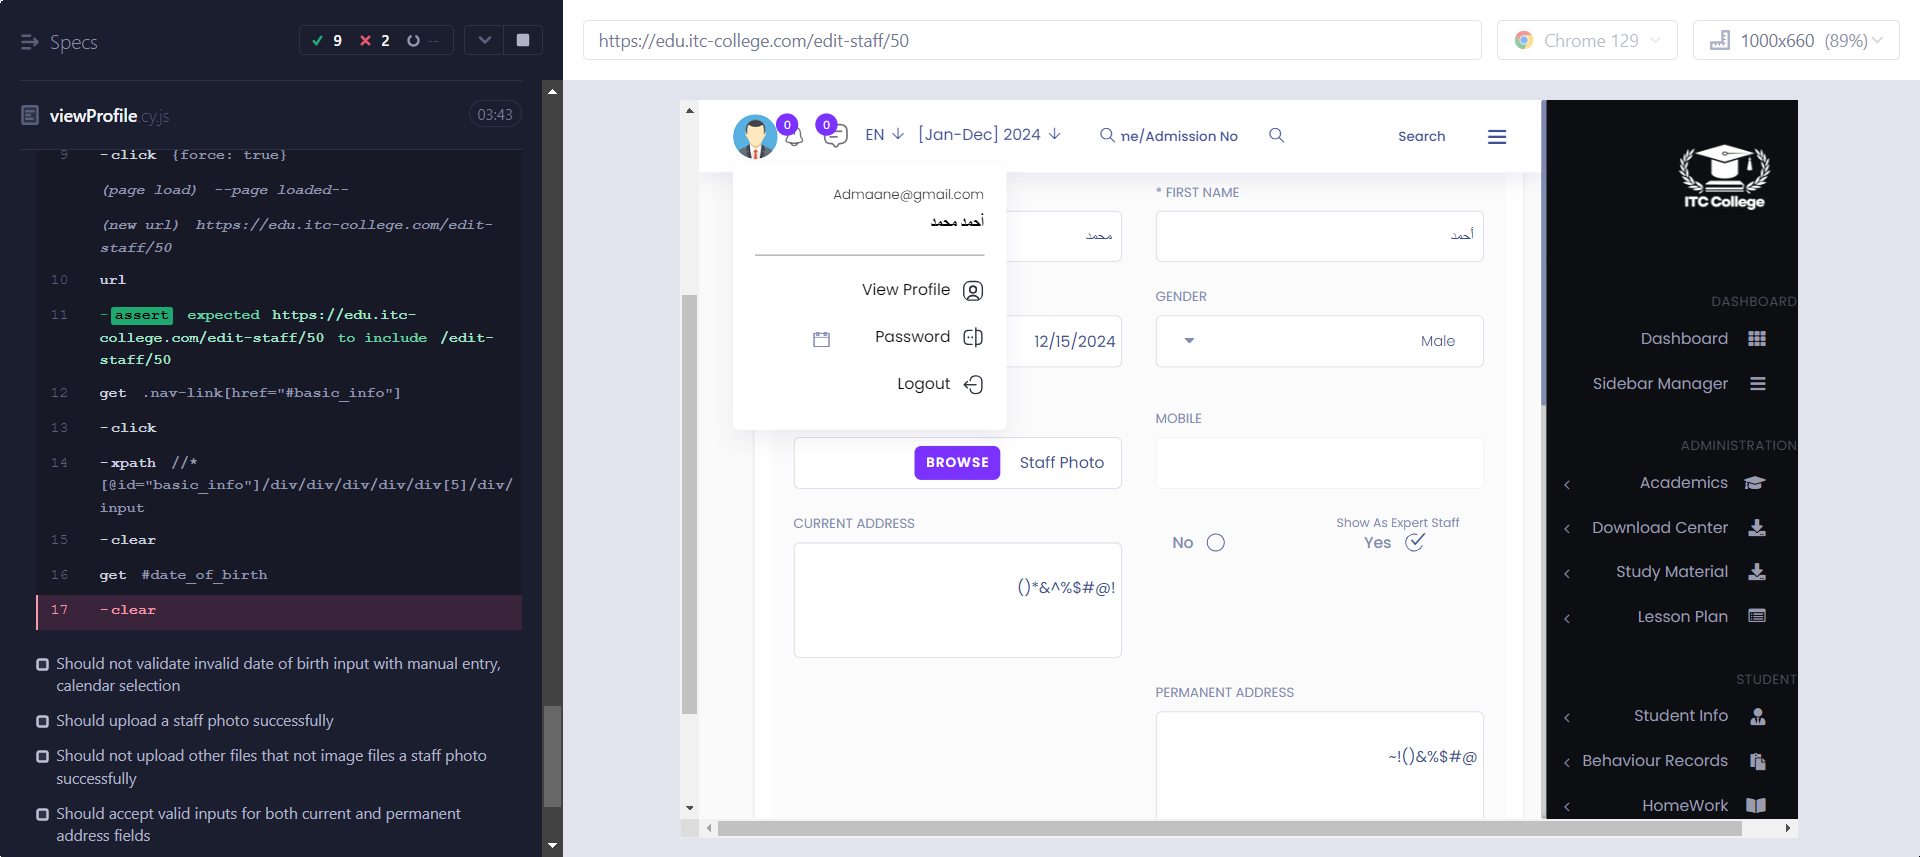 Specs
9
2
--
viewProfile cy.js
03:43
9 -click {force: true}
(page load) --page loaded--
(new url) https://edu.itc-college.com/edit-
staff/50
10 url
11 -assert expected https://edu.itc-
college.com/edit-staff/50 to include /edit-
staff/50
12 get .nav-link[href="#basic_info"]
13 -click
14 -xpath //*
[@id="basic_info"]/div/div/div/div/div[5]/div/
input
15 -clear
16 get #date_of_birth
17 -clear
Should not validate invalid date of birth input with manual entry,
calendar selection
Should upload a staff photo successfully
Should not upload other files that not image files a staff photo
successfully
Should accept valid inputs for both current and permanent
address fields
https://edu.itc-college.com/edit-staff/50
Chrome 129
1000x660 (89%)
0
0
EN
[Jan-Dec] 2024
ne/Admission No
Search
Admaane@gmail.com
أحمد محمد
View Profile
Password
Logout
* FIRST NAME
محمد
أحمد
GENDER
12/15/2024
Male
MOBILE
BROWSE
Staff Photo
CURRENT ADDRESS
()*&^%$#@!
Show As Expert Staff
No
Yes
PERMANENT ADDRESS
~!()&%$#@
ITC College
DASHBOARD
Dashboard
Sidebar Manager
ADMINISTRATION
Academics
Download Center
Study Material
Lesson Plan
STUDENT
Student Info
Behaviour Records
HomeWork